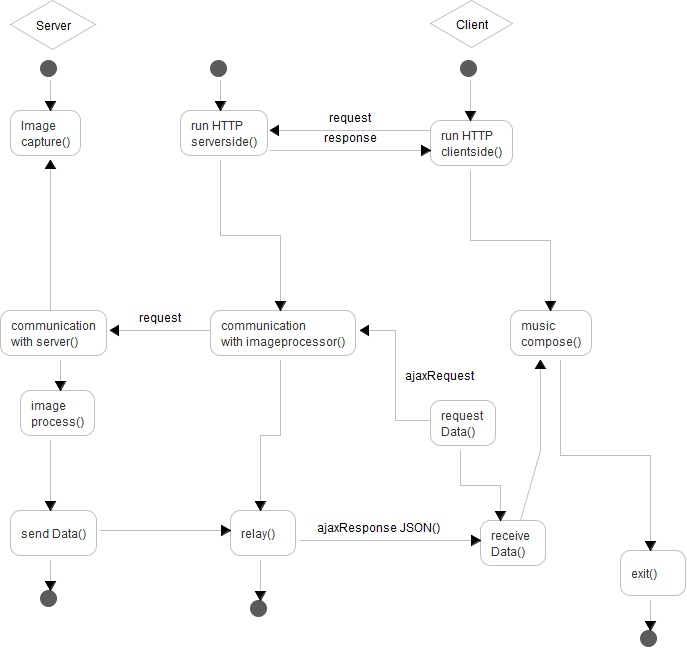 Server
Client
Image
capture()
run HTTP
serverside()
request
response
run HTTP
clientside()
communication
with server()
request
communication
with imageprocessor()
music
compose()
ajaxRequest
image
process()
request
Data()
send Data()
relay()
ajaxResponse JSON()
receive
Data()
exit()